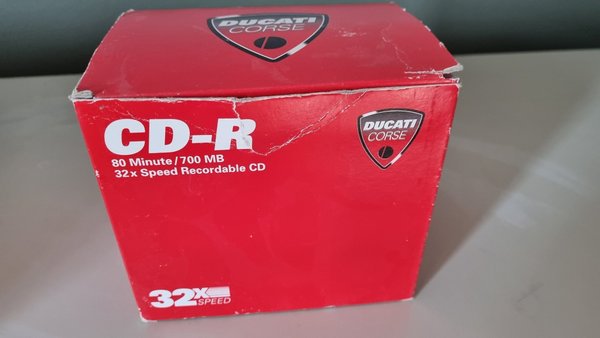 DUCATI
CORSE
CD-R
80 Minute/700 MB
32x Speed Recordable CD
DUCATI
CORSE
32x
SPEED